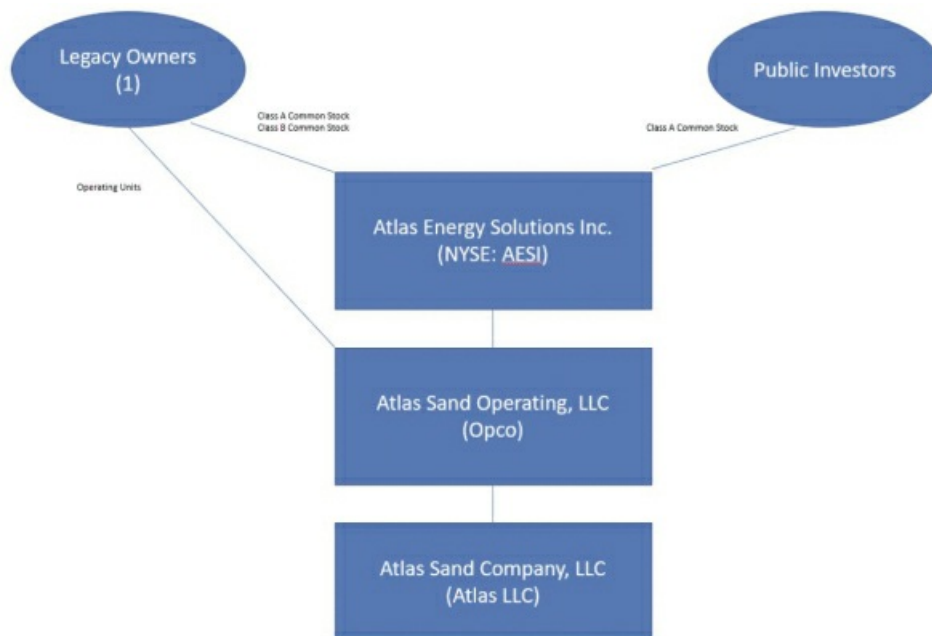 Legacy Owners
(1)
Public Investors
Class A Common Stock
Class B Common Stock
Class A Common Stock
Operating Units
Atlas Energy Solutions Inc.
(NYSE: AESI)
Atlas Sand Operating, LLC
(Opco)
Atlas Sand Company, LLC
(Atlas LLC)